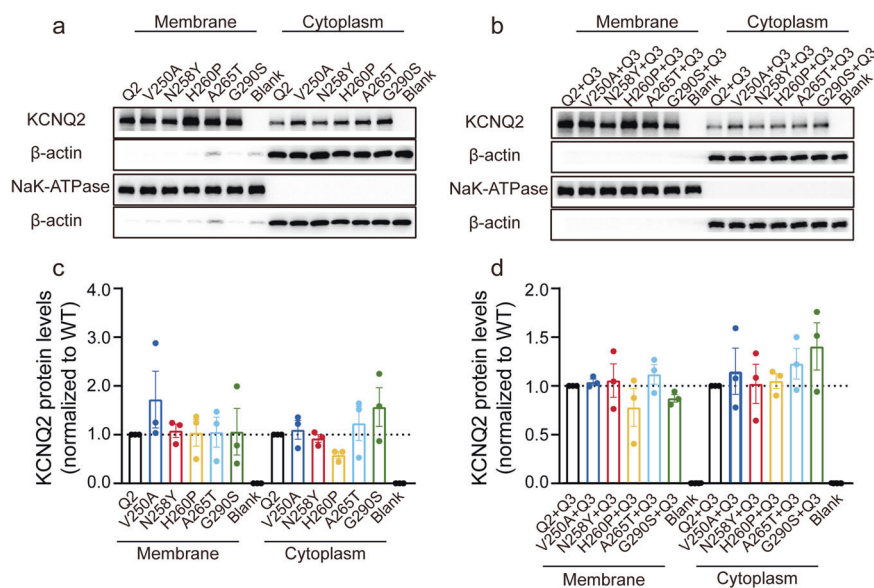 a
Membrane Cytoplasm
Q2 V250A N258Y H260P A265T G290S Blank Q2 V250A N258Y H260P A265T G290S Blank
KCNQ2
β-actin
NaK-ATPase
β-actin
b
Membrane Cytoplasm
Q2+Q3 V250A+Q3 N258Y+Q3 H260P+Q3 A265T+Q3 G290S+Q3 Blank Q2+Q3 V250A+Q3 N258Y+Q3 H260P+Q3 A265T+Q3 G290S+Q3 Blank
KCNQ2
β-actin
NaK-ATPase
β-actin
c
KCNQ2 protein levels
(normalized to WT)
4.0
3.0
2.0
1.0
0.0
Q2 V250A N258Y H260P A265T G290S Blank Q2 V250A N258Y H260P A265T G290S Blank
Membrane Cytoplasm
d
KCNQ2 protein levels
(normalized to WT)
2.0
1.5
1.0
0.5
0.0
Q2+Q3 V250A+Q3 N258Y+Q3 H260P+Q3 A265T+Q3 G290S+Q3 Blank Q2+Q3 V250A+Q3 N258Y+Q3 H260P+Q3 A265T+Q3 G290S+Q3 Blank
Membrane Cytoplasm